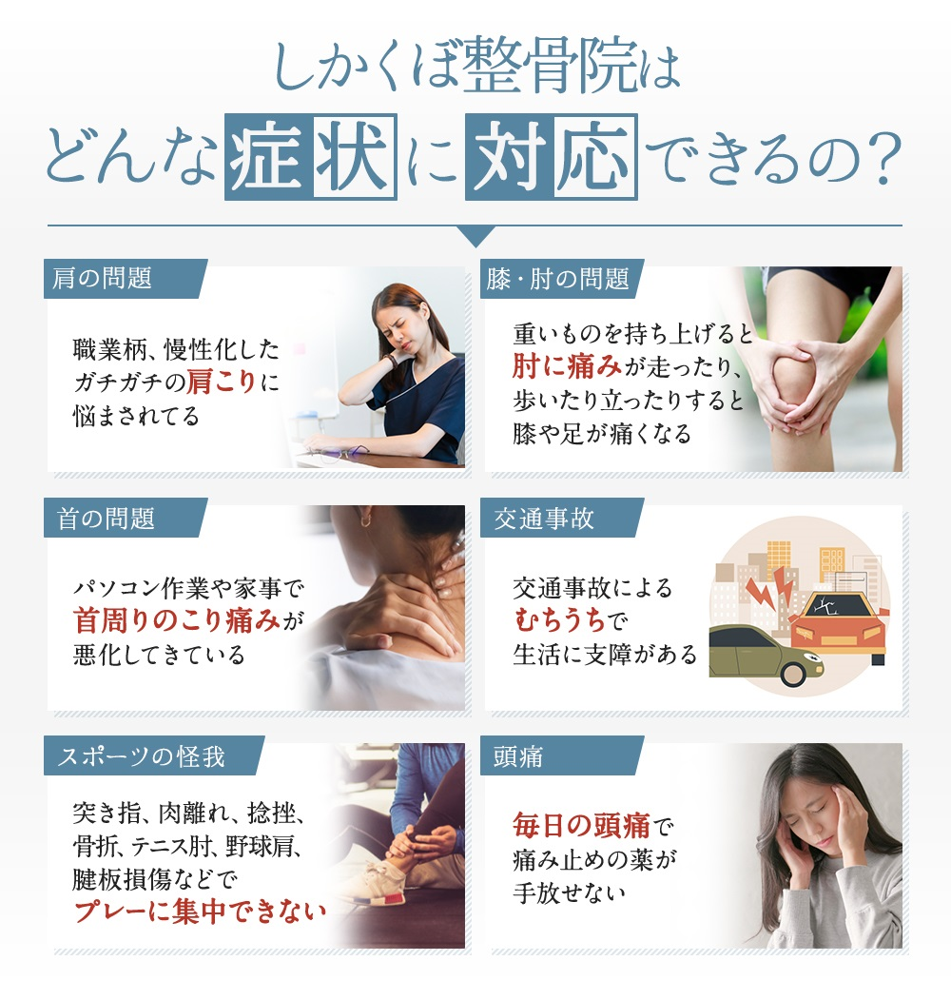 しかくぼ整骨院は
どんな症状に対応できるの？
肩の問題
職業柄、慢性化した
ガチガチの肩こりに
悩まされてる
膝・肘の問題
重いものを持ち上げると
肘に痛みが走ったり、
歩いたり立ったりすると
膝や足が痛くなる
首の問題
パソコン作業や家事で
首周りのこり痛みが
悪化してきている
交通事故
交通事故による
むちうちで
生活に支障がある
スポーツの怪我
突き指、肉離れ、捻挫、
骨折、テニス肘、野球肩、
腱板損傷などで
プレーに集中できない
頭痛
毎日の頭痛で
痛み止めの薬が
手放せない